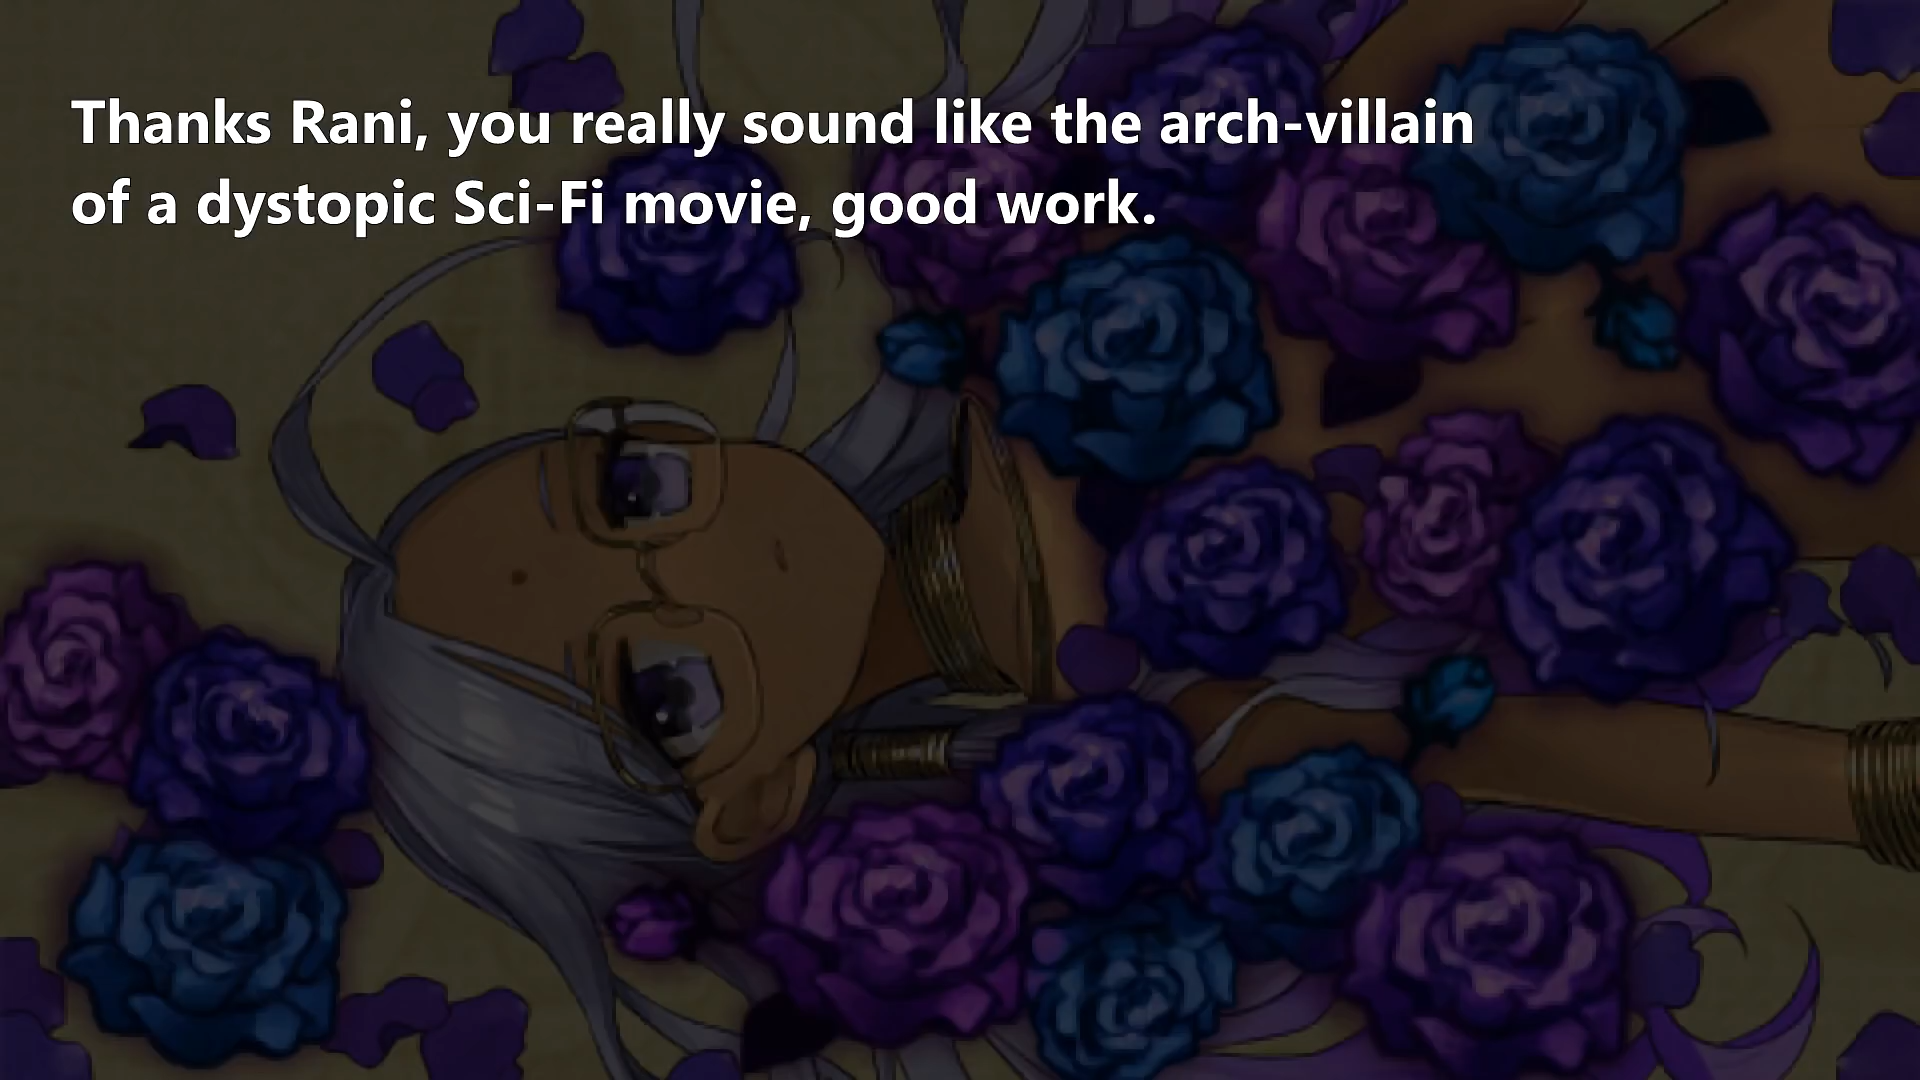 Thanks Rani, you really sound like the arch-villain
of a dystopic Sci-Fi movie, good work.